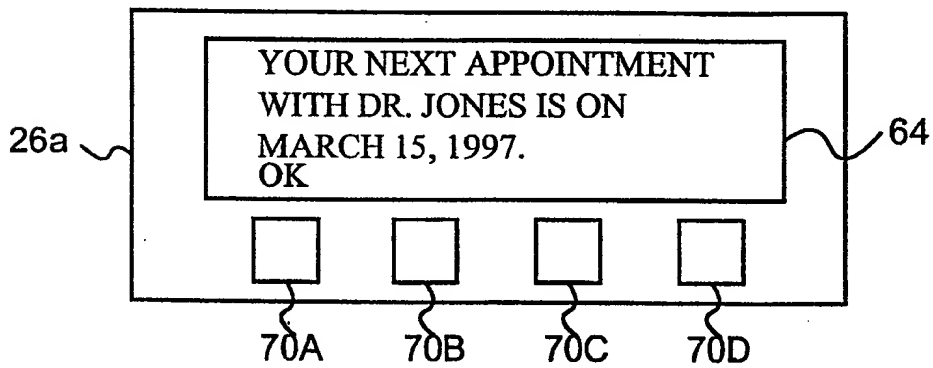 YOUR NEXT APPOINTMENT
WITH DR. JONES IS ON
MARCH 15, 1997.
OK
26a
64
70A 70B 70C 70D